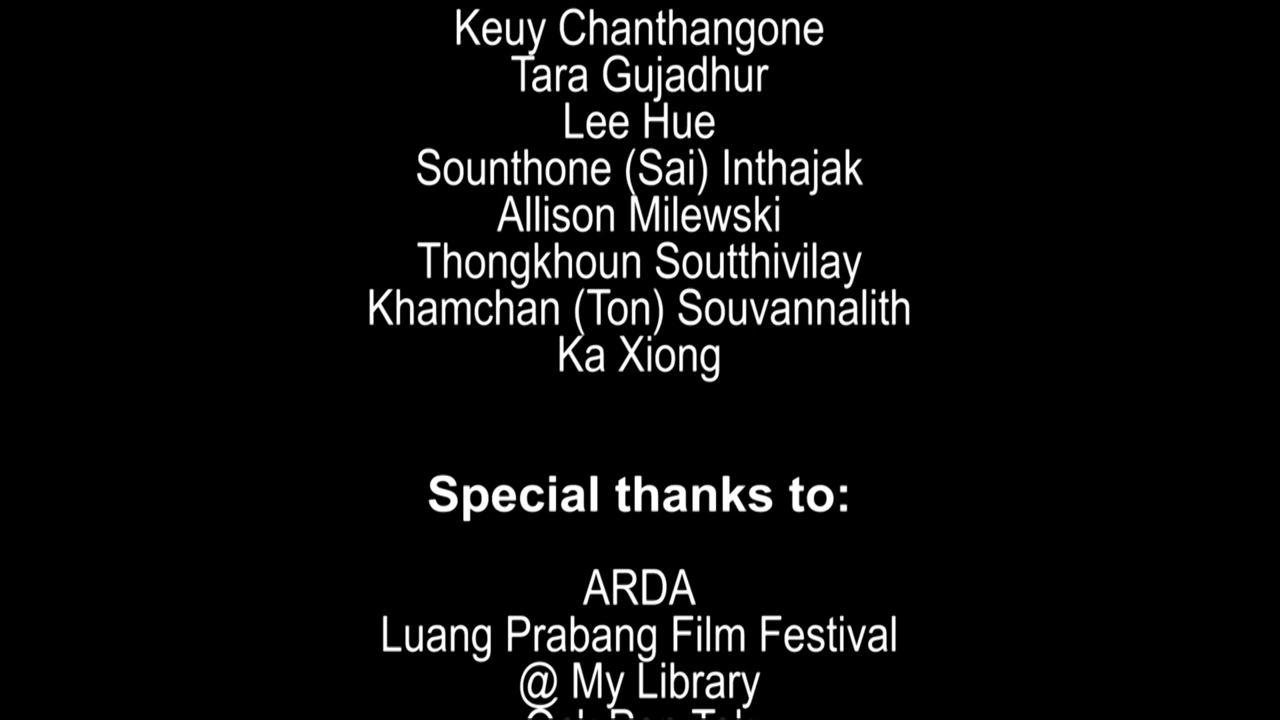 Keuy Chanthangone
Tara Gujadhur
Lee Hue
Sounthone (Sai) Inthajak
Allison Milewski
Thongkhoun Soutthivilay
Khamchan (Ton) Souvannalith
Ka Xiong
Special thanks to:
ARDA
Luang Prabang Film Festival
@ My Library